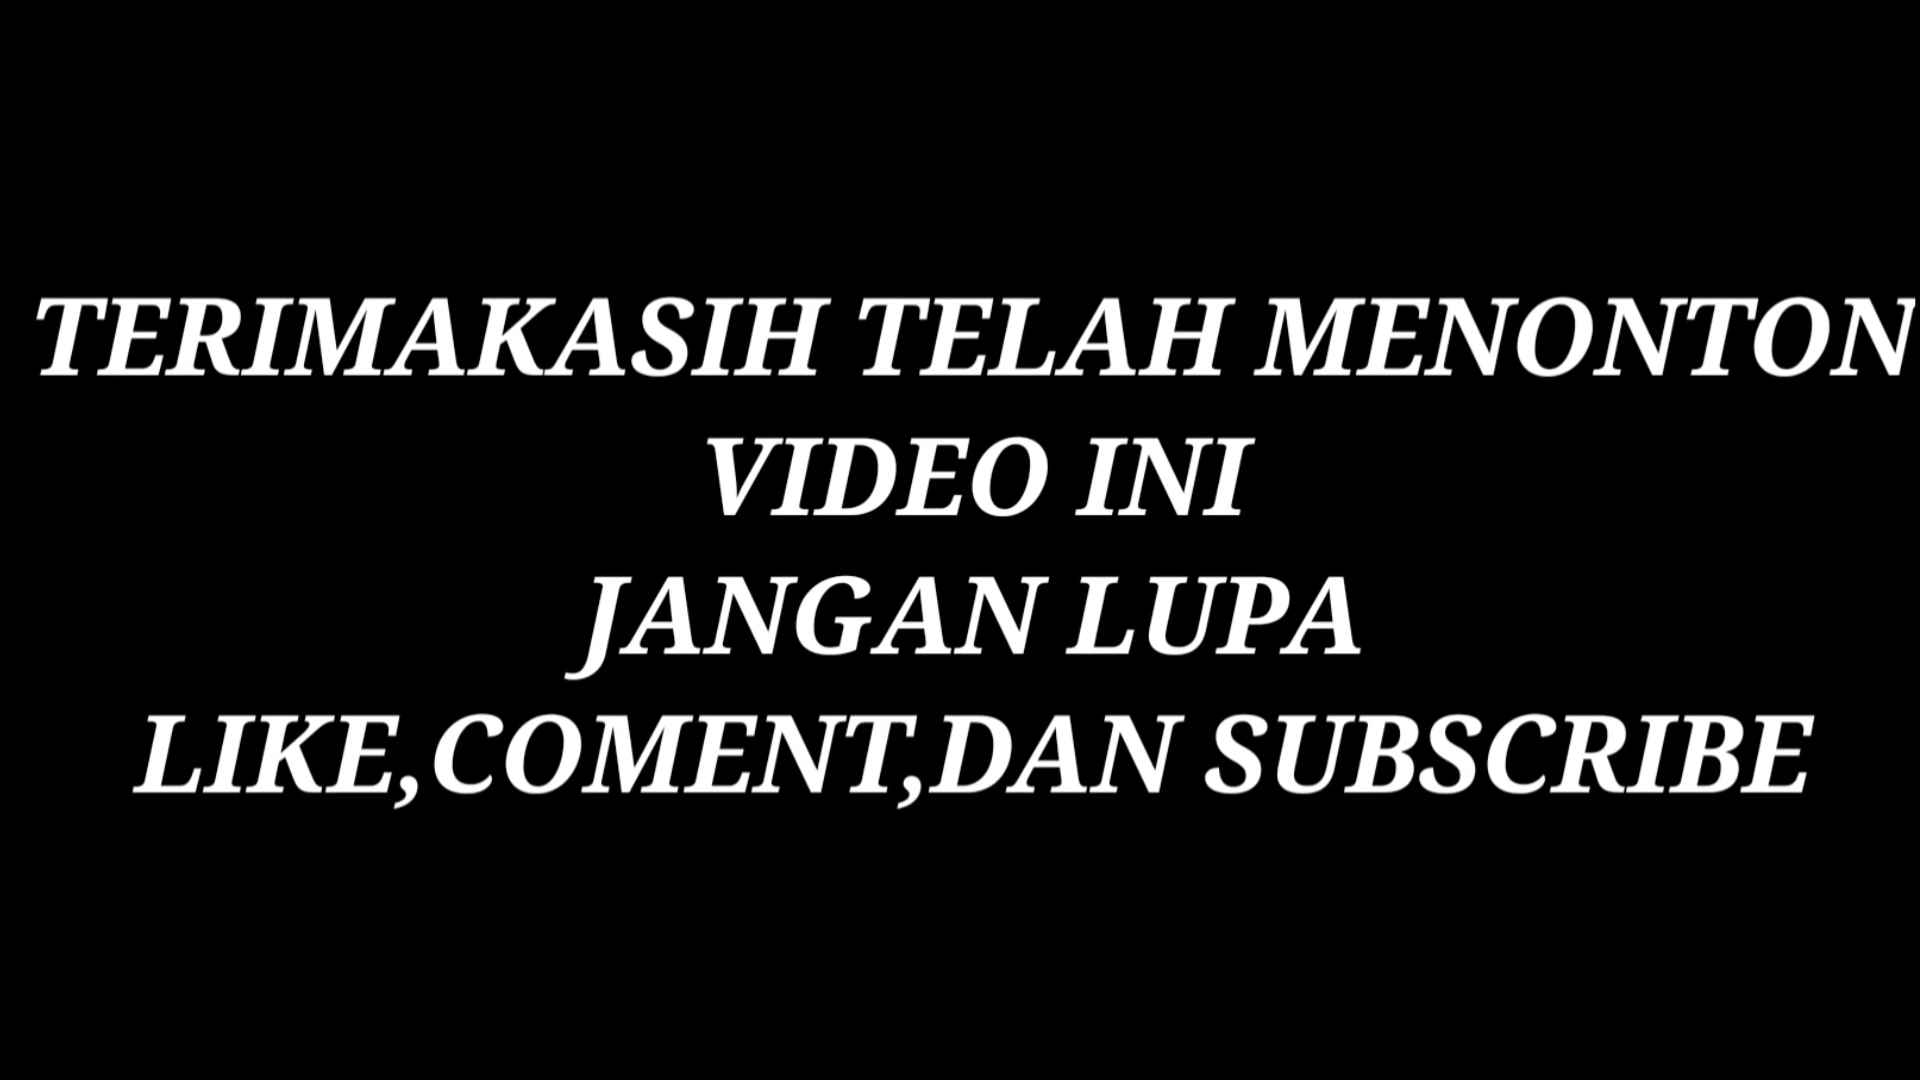 TERIMAKASIH TELAH MENONTON
VIDEO INI
JANGAN LUPA
LIKE,COMENT,DAN SUBSCRIBE